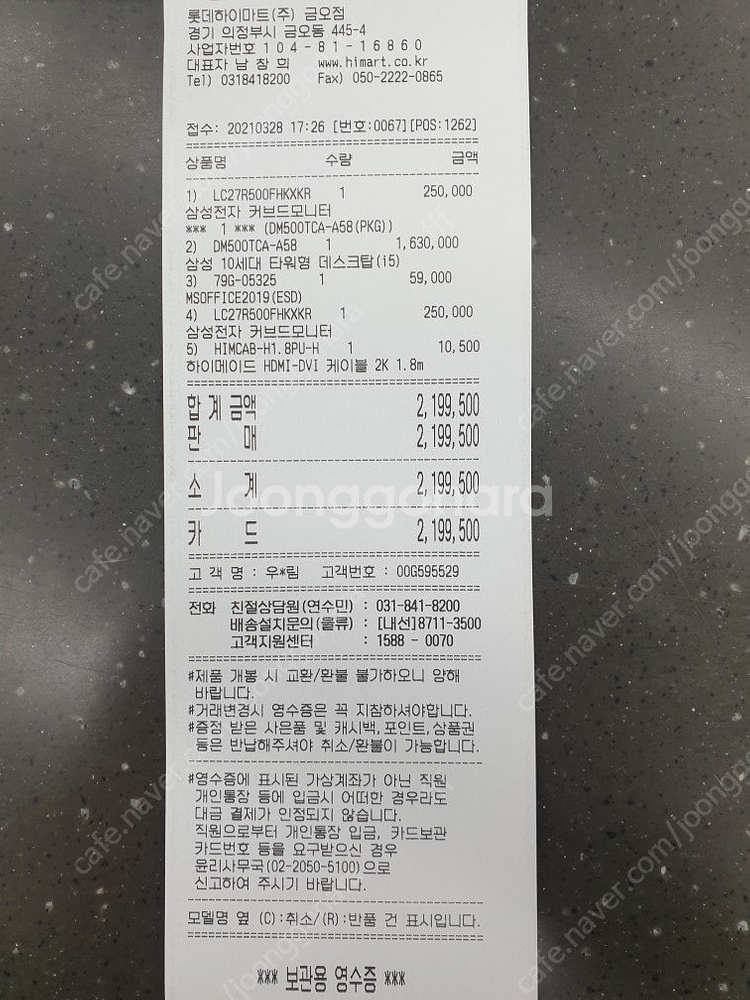 롯데하이마트(주) 금오점
경기 의정부시 금오동 445-4
사업자번호 1 0 4 - 8 1 - 1 6 8 6 0
대표자 남 창 희 www.himart.co.kr
Tel) 0318418200 Fax) 050-2222-0865
접수: 20210328 17:26 [번호:0067][POS:1262]
상품명 수량 금액
1) LC27R500FHKXKR 1 250,000
삼성전자 커브드모니터
*** 1 *** (DM500TCA-A58(PKG))
2) DM500TCA-A58 1 1,630,000
삼성 10세대 타워형 데스크탑(i5)
3) 79G-05325 1 59,000
MSOFFICE2019(ESD)
4) LC27R500FHKXKR 1 250,000
삼성전자 커브드모니터
5) HIMCAB-H1.8PU-H 1 10,500
하이메이드 HDMI-DVI 케이블 2K 1.8m
합 계 금액 2,199,500
판 매 2,199,500
소 계 2,199,500
Joonggonara
카 드 2,199,500
고 객 명 : 우*림 고객번호 : 00G595529
전화 친절상담원(연수민) : 031-841-8200
배송설치문의(물류) : [내선]8711-3500
고객지원센터 : 1588 - 0070
#제품 개봉 시 교환/환불 불가하오니 양해
바랍니다.
#거래변경시 영수증은 꼭 지참하셔야합니다.
#증정 받은 사은품 및 캐시백,포인트,상품권
등은 반납해주셔야 취소/환불이 가능합니다.
#영수증에 표시된 가상계좌가 아닌 직원
개인통장 등에 입금시 어떠한 경우라도
대금 결제가 인정되지 않습니다.
직원으로부터 개인통장 입금, 카드보관
카드번호 등을 요구받으신 경우
윤리사무국(02-2050-5100)으로
신고하여 주시기 바랍니다.
모델명 옆 (C):취소/(R):반품 건 표시입니다.
*** 보관용 영수증 ***